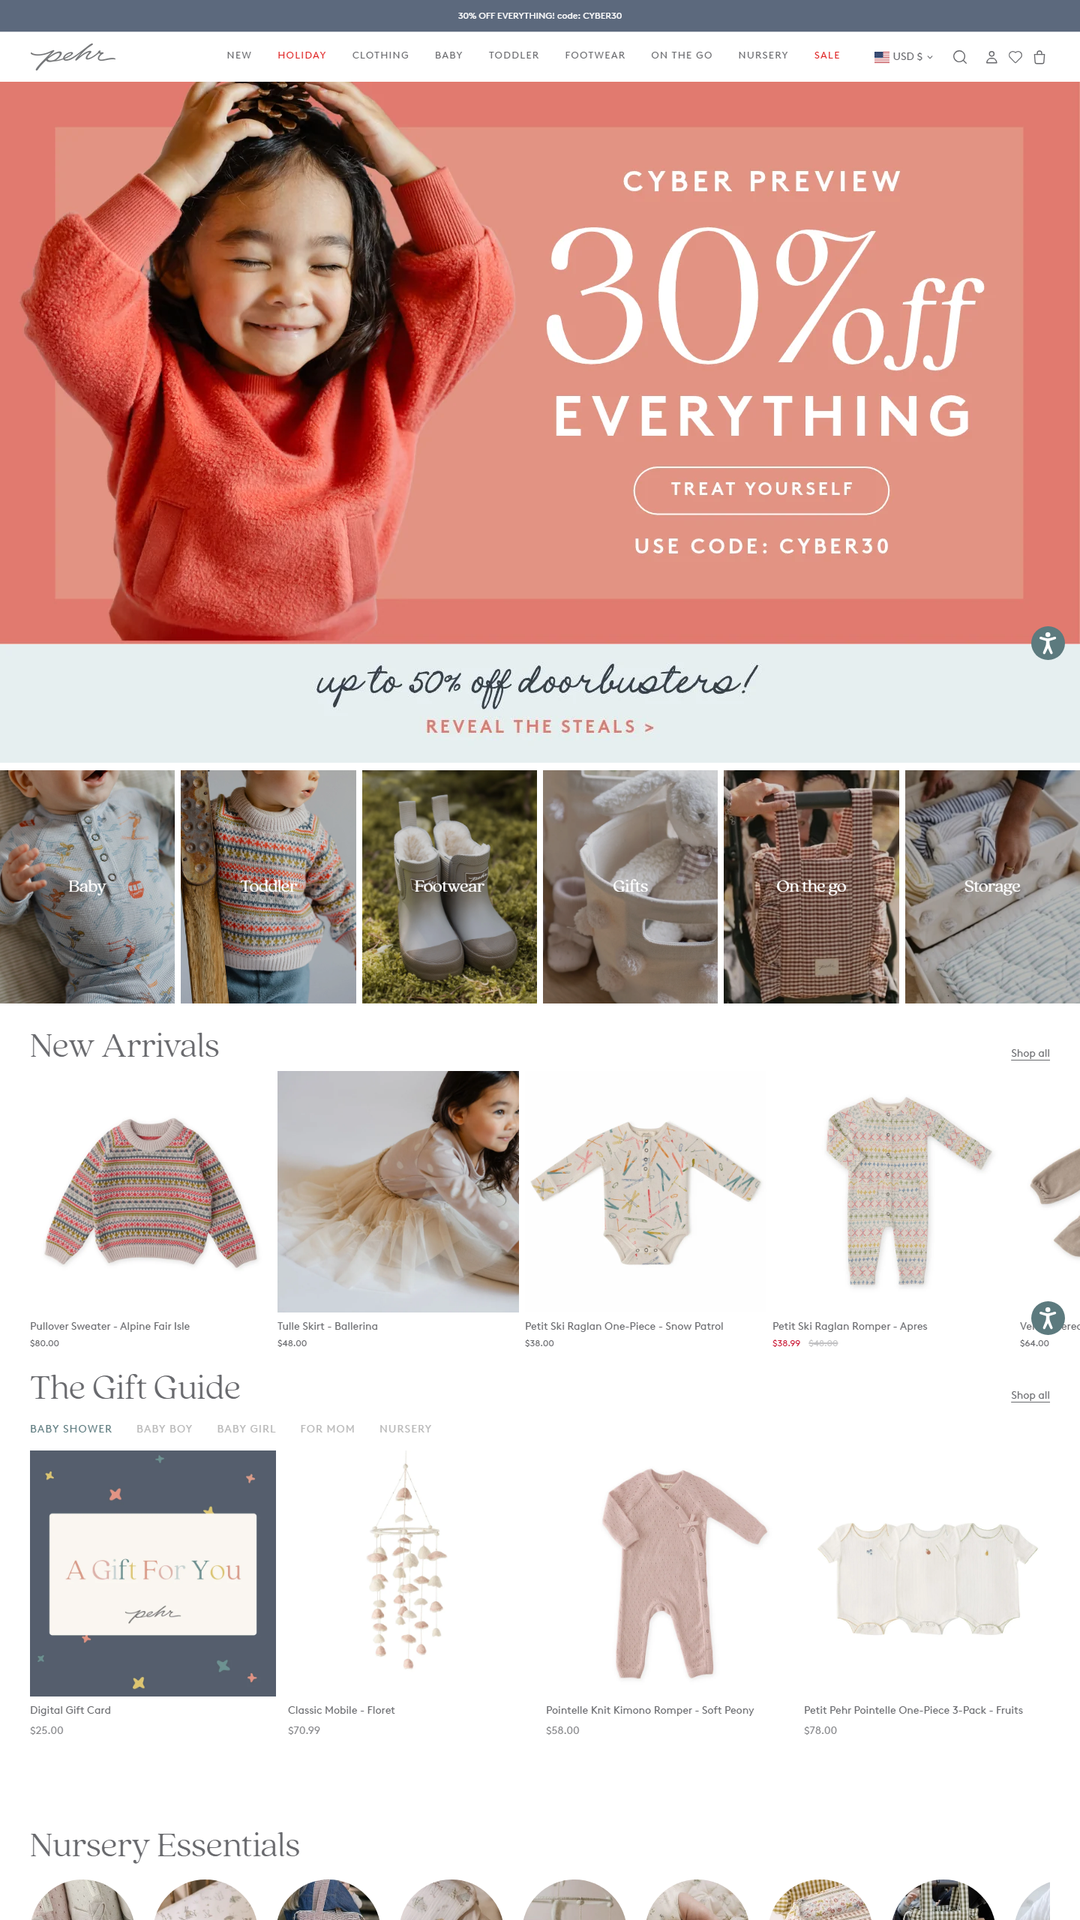 30% OFF EVERYTHING! code: CYBER30
pehr
NEW HOLIDAY CLOTHING BABY TODDLER FOOTWEAR ON THE GO NURSERY SALE USD $
CYBER PREVIEW
30%off
EVERYTHING
TREAT YOURSELF
USE CODE: CYBER30
up to 50% off doorbusters!
REVEAL THE STEALS >
Baby
Toddler
Footwear
Gifts
On the go
Storage
New Arrivals
Shop all
Pullover Sweater - Alpine Fair Isle
$80.00
Tulle Skirt - Ballerina
$48.00
Petit Ski Raglan One-Piece - Snow Patrol
$38.00
Petit Ski Raglan Romper - Apres
$38.99 $48.00
$64.00
The Gift Guide
Shop all
BABY SHOWER BABY BOY BABY GIRL FOR MOM NURSERY
A Gift For You
pehr
Digital Gift Card
$25.00
Classic Mobile - Floret
$70.99
Pointelle Knit Kimono Romper - Soft Peony
$58.00
Petit Pehr Pointelle One-Piece 3-Pack - Fruits
$78.00
Nursery Essentials